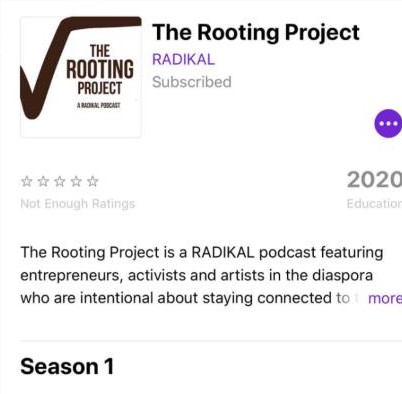 THE
ROOTING
PROJECT
A RADIKAL PODCAST
The Rooting Project
RADIKAL
Subscribed
2020
Not Enough Ratings
Education
The Rooting Project is a RADIKAL podcast featuring
entrepreneurs, activists and artists in the diaspora
who are intentional about staying connected to more
Season 1